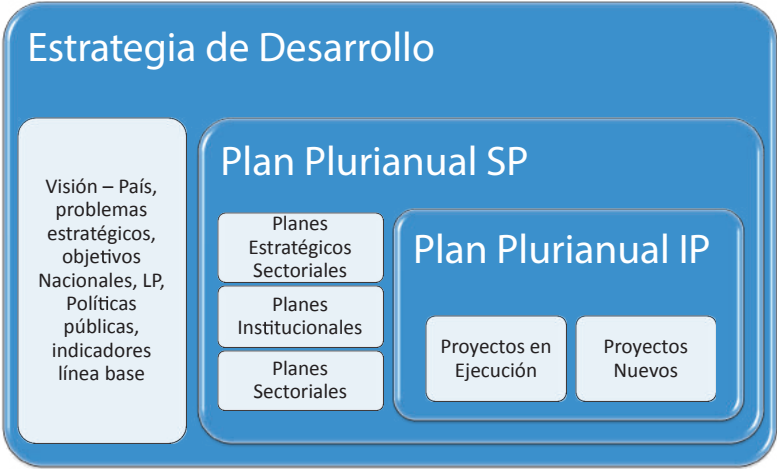 Estrategia de Desarrollo
Visión – País,
problemas
estratégicos,
objetivos
Nacionales, LP,
Políticas
públicas,
indicadores
línea base
Plan Plurianual SP
Planes
Estratégicos
Sectoriales
Planes
Institucionales
Planes
Sectoriales
Plan Plurianual IP
Proyectos en
Ejecución
Proyectos
Nuevos